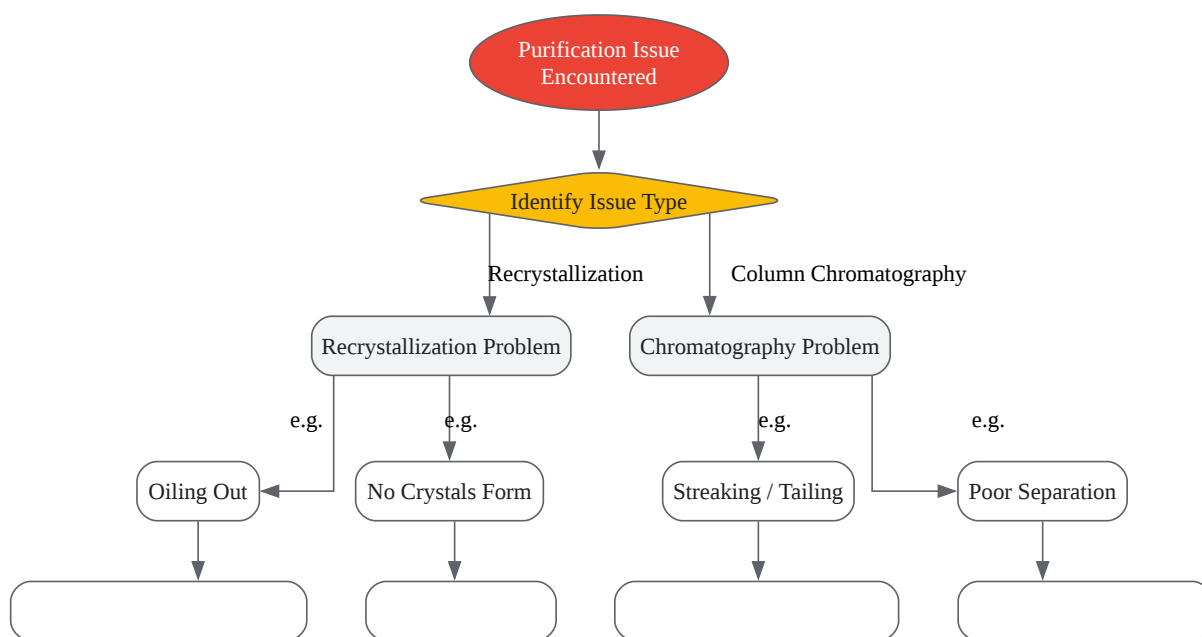 Purification Issue
Encountered
Identify Issue Type
Recrystallization
Column Chromatography
Recrystallization Problem
Chromatography Problem
e.g.
e.g.
e.g.
e.g.
Oiling Out
No Crystals Form
Streaking / Tailing
Poor Separation